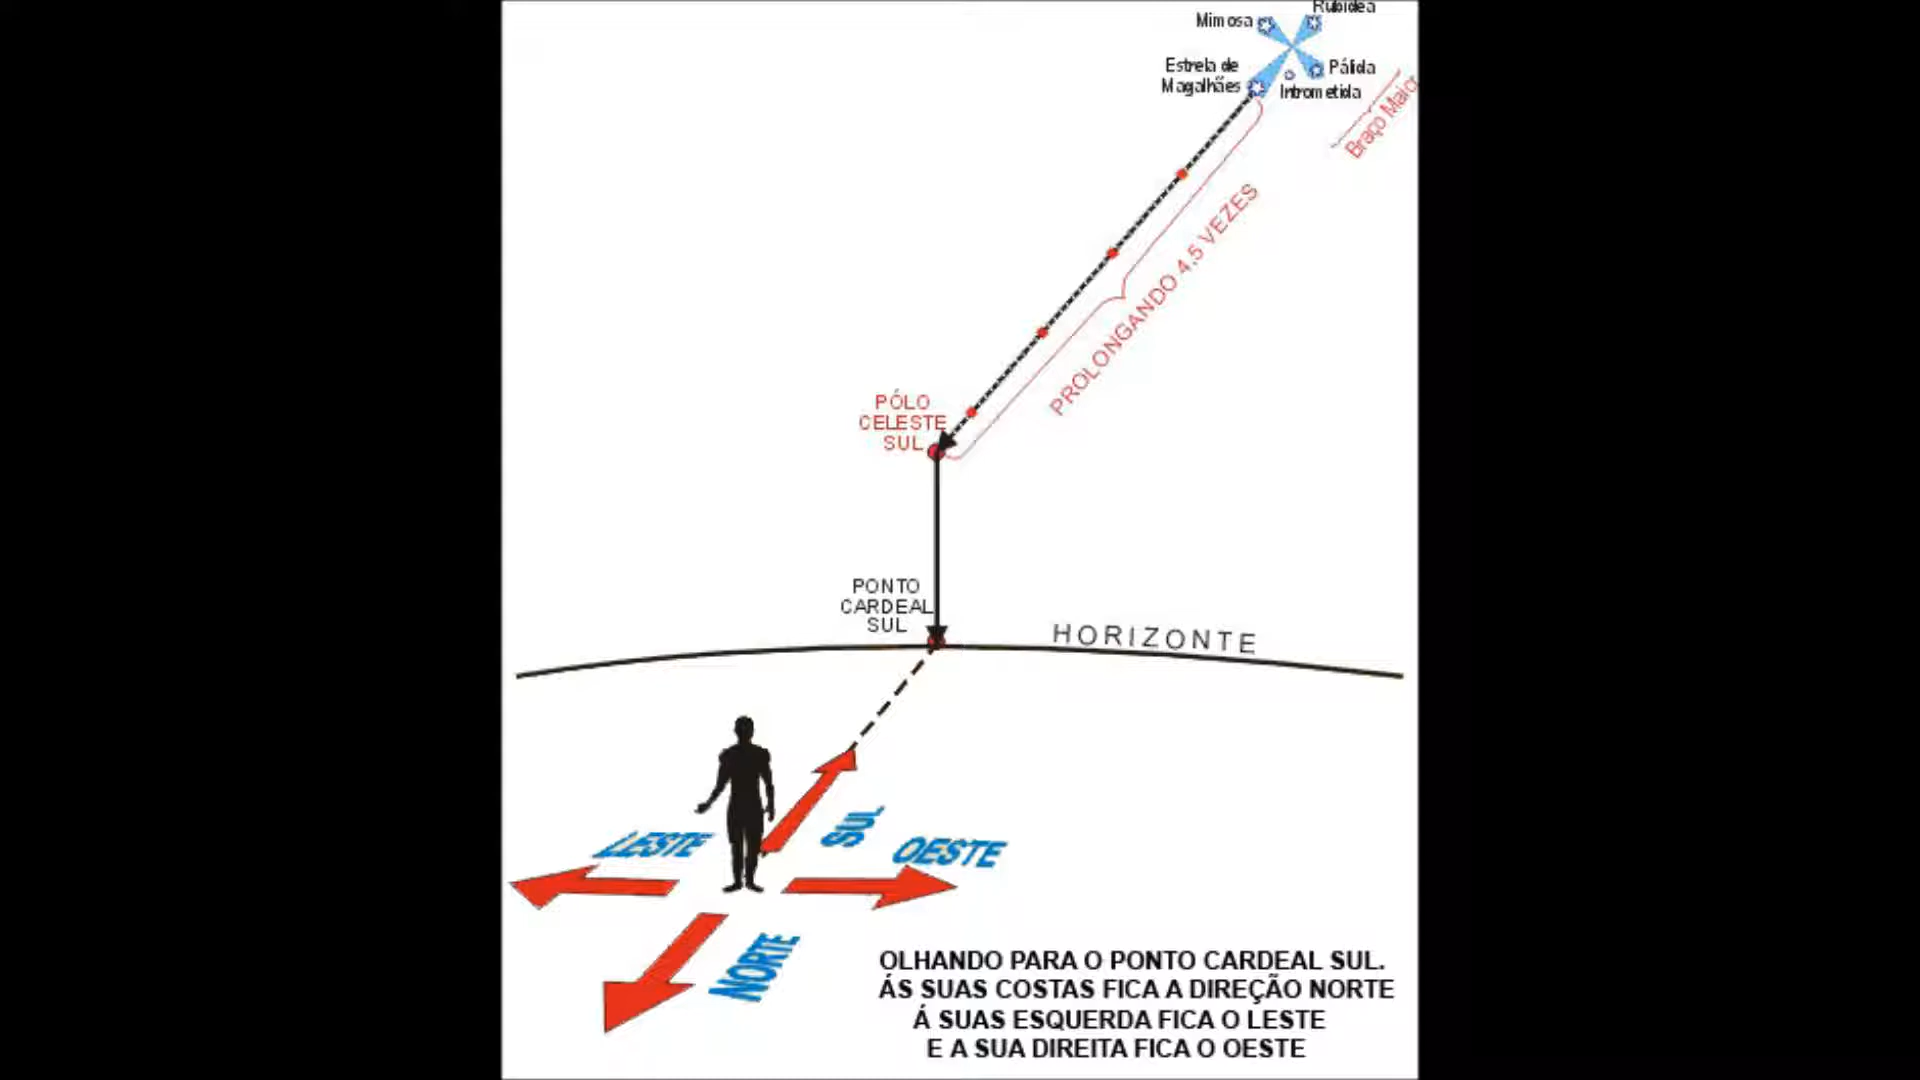 Rubídea
Mimosa
Estrela de
Magalhães
Pálida
Intrometida
Braço Maior
PROLONGANDO 4,5 VEZES
PÓLO
CELESTE
SUL
PONTO
CARDEAL
SUL
HORIZONTE
LESTE
SUL
OESTE
NORTE
OLHANDO PARA O PONTO CARDEAL SUL.
ÁS SUAS COSTAS FICA A DIREÇÃO NORTE
Á SUAS ESQUERDA FICA O LESTE
E A SUA DIREITA FICA O OESTE